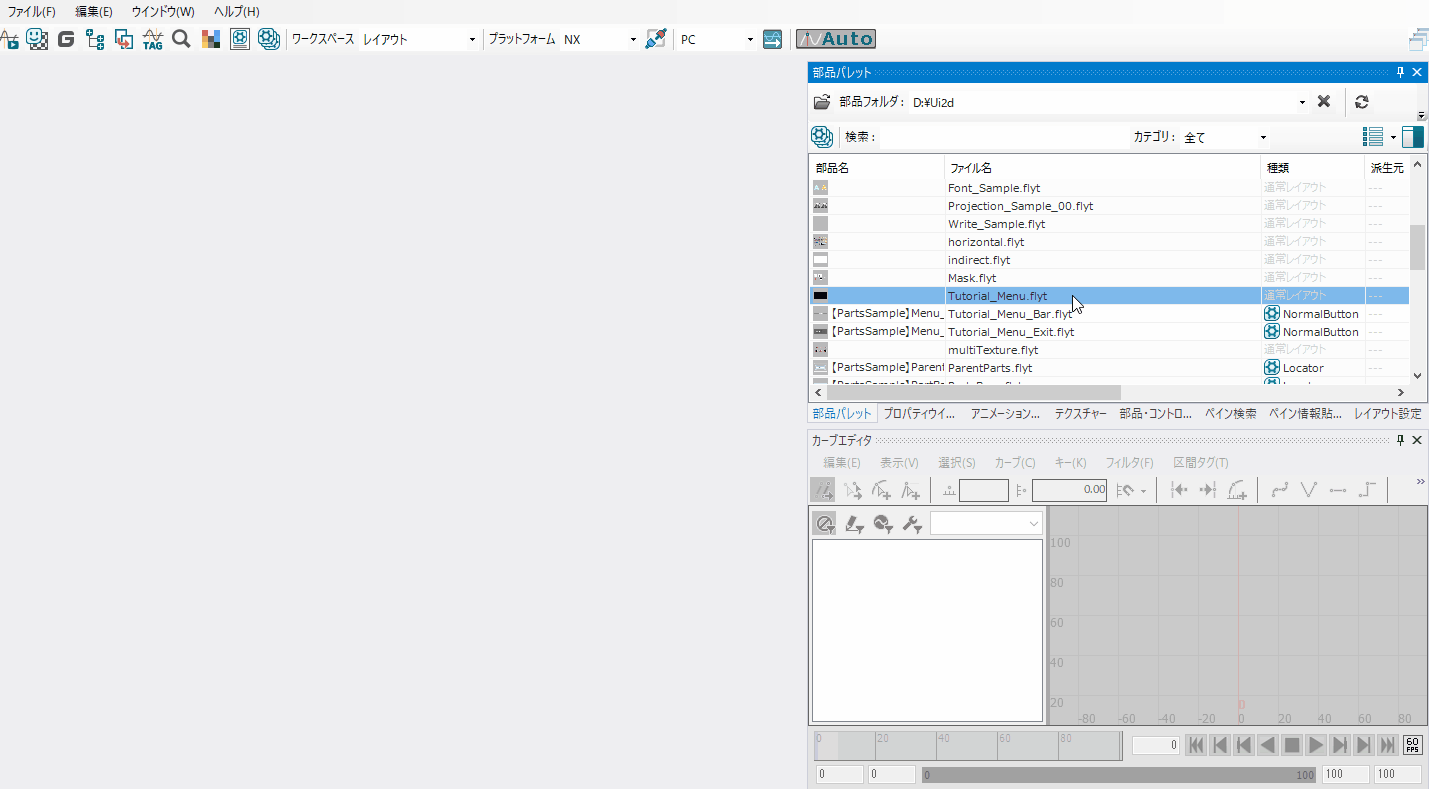 ファイル(F) 編集(E) ウインドウ(W) ヘルプ(H)
TAG ワークスペース レイアウト プラットフォーム NX PC Auto
部品パレット
部品フォルダ: D:¥Ui2d
検索: カテゴリ: 全て
部品名 ファイル名 種類 派生元
Font_Sample.flyt 通常レイアウト ---
Projection_Sample_00.flyt 通常レイアウト ---
Write_Sample.flyt 通常レイアウト ---
horizontal.flyt 通常レイアウト ---
indirect.flyt 通常レイアウト ---
Mask.flyt 通常レイアウト ---
Tutorial_Menu.flyt 通常レイアウト ---
【PartsSample】Menu_ Tutorial_Menu_Bar.flyt NormalButton ---
【PartsSample】Menu_ Tutorial_Menu_Exit.flyt NormalButton ---
multiTexture.flyt 通常レイアウト ---
【PartsSample】Parent ParentParts.flyt Locator ---
部品パレット プロパティウイ... アニメーション... テクスチャー 部品・コントロ... ペイン検索 ペイン情報貼... レイアウト設定
カーブエディタ
編集(E) 表示(V) 選択(S) カーブ(C) キー(K) フィルタ(F) 区間タグ(T)
0.00
100
80
60
40
20
0
-80 -60 -40 -20 0 20 40 60 80
0 20 40 60 80 0 60 FPS
0 0 0 100 100 100